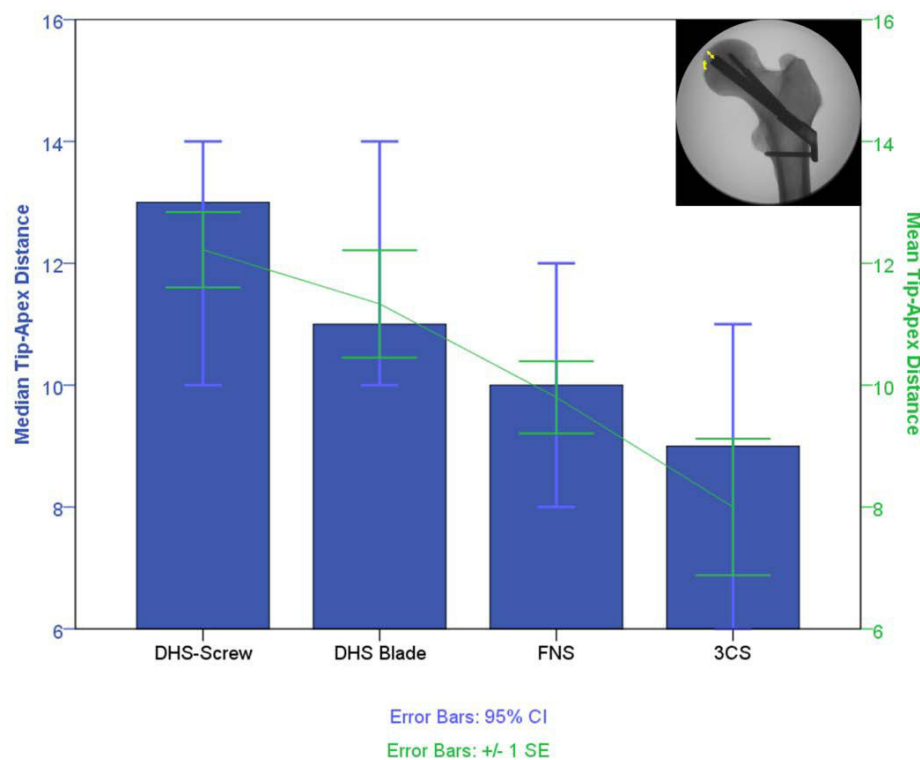 16
14
12
10
8
6
Median Tip-Apex Distance
16
14
12
10
8
6
Mean Tip-Apex Distance
DHS-Screw
DHS Blade
FNS
3CS
Error Bars: 95% CI
Error Bars: +/- 1 SE